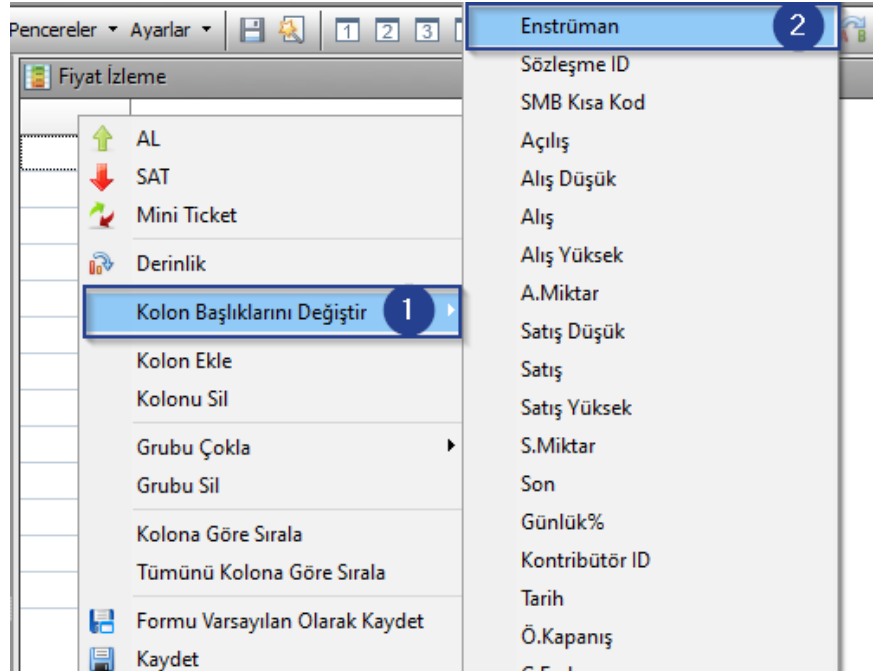 Pencereler Ayarlar 1 2 3
Fiyat İzleme
AL
SAT
Mini Ticket
Derinlik
Kolon Başlıklarını Değiştir 1
Kolon Ekle
Kolonu Sil
Grubu Çokla
Grubu Sil
Kolona Göre Sırala
Tümünü Kolona Göre Sırala
Formu Varsayılan Olarak Kaydet
Kaydet
Enstrüman 2
Sözleşme ID
SMB Kısa Kod
Açılış
Alış Düşük
Alış
Alış Yüksek
A.Miktar
Satış Düşük
Satış
Satış Yüksek
S.Miktar
Son
Günlük%
Kontribütör ID
Tarih
Ö.Kapanış